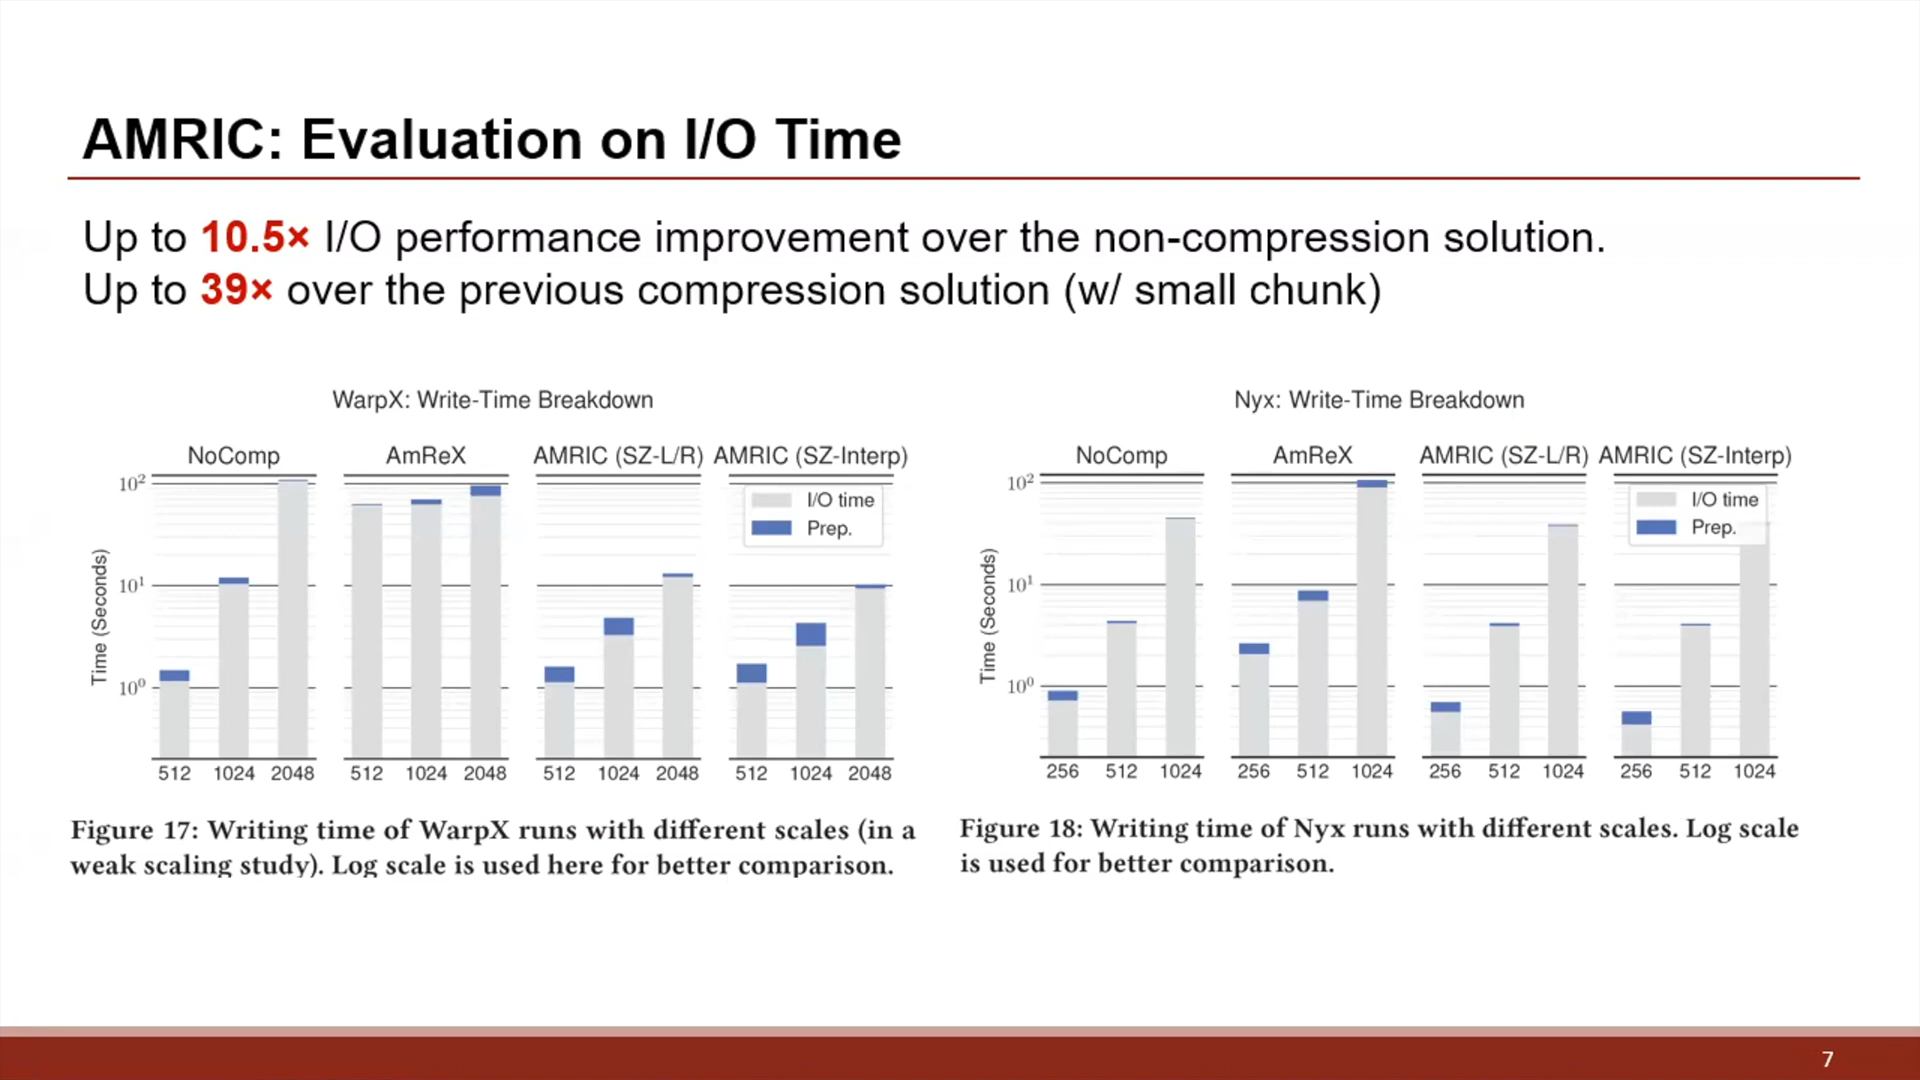 AMRIC: Evaluation on I/O Time
Up to 10.5× I/O performance improvement over the non-compression solution.
Up to 39× over the previous compression solution (w/ small chunk)
WarpX: Write-Time Breakdown
NoComp AmReX AMRIC (SZ-L/R) AMRIC (SZ-Interp)
I/O time
Prep.
Time (Seconds)
10²
10¹
10⁰
512 1024 2048 512 1024 2048 512 1024 2048 512 1024 2048
Figure 17: Writing time of WarpX runs with different scales (in a
weak scaling study). Log scale is used here for better comparison.
Nyx: Write-Time Breakdown
NoComp AmReX AMRIC (SZ-L/R) AMRIC (SZ-Interp)
I/O time
Prep.
Time (Seconds)
10²
10¹
10⁰
256 512 1024 256 512 1024 256 512 1024 256 512 1024
Figure 18: Writing time of Nyx runs with different scales. Log scale
is used for better comparison.
7